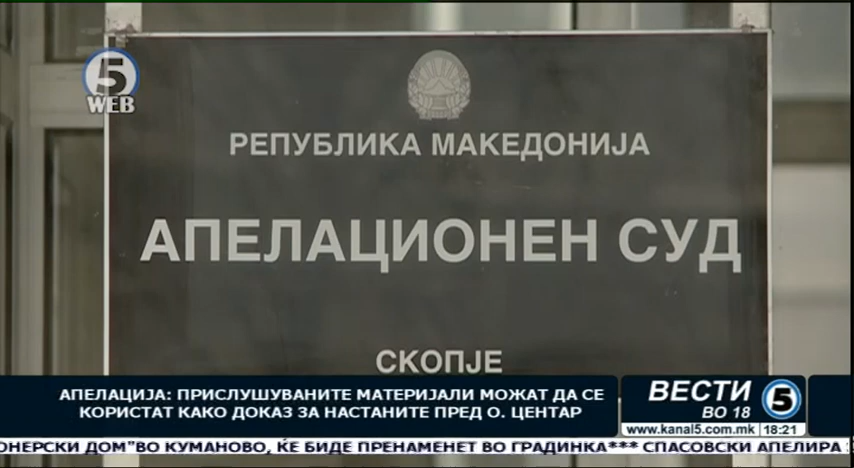 5
WEB
РЕПУБЛИКА МАКЕДОНИЈА
АПЕЛАЦИОНЕН СУД
СКОПЈЕ
АПЕЛАЦИЈА: ПРИСЛУШУВАНИТЕ МАТЕРИЈАЛИ МОЖАТ ДА СЕ
КОРИСТАТ КАКО ДОКАЗ ЗА НАСТАНИТЕ ПРЕД О. ЦЕНТАР
ВЕСТИ
ВО 18
5
www.kanal5.com.mk 18:21
ОНЕРСКИ ДОМ"ВО КУМАНОВО, ЌЕ БИДЕ ПРЕНАМЕНЕТ ВО ГРАДИНКА*** СПАСОВСКИ АПЕЛИРА